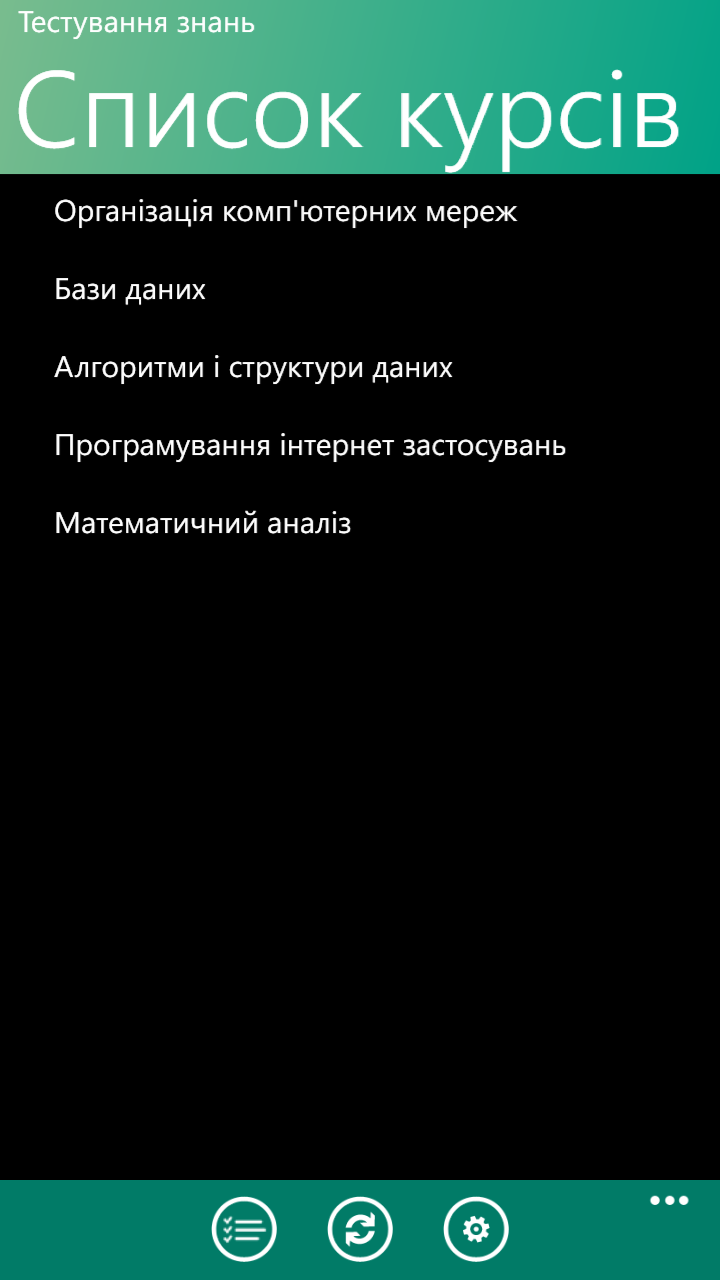 Тестування знань
Список курсів
Організація комп'ютерних мереж
Бази даних
Алгоритми і структури даних
Програмування інтернет застосувань
Математичний аналіз